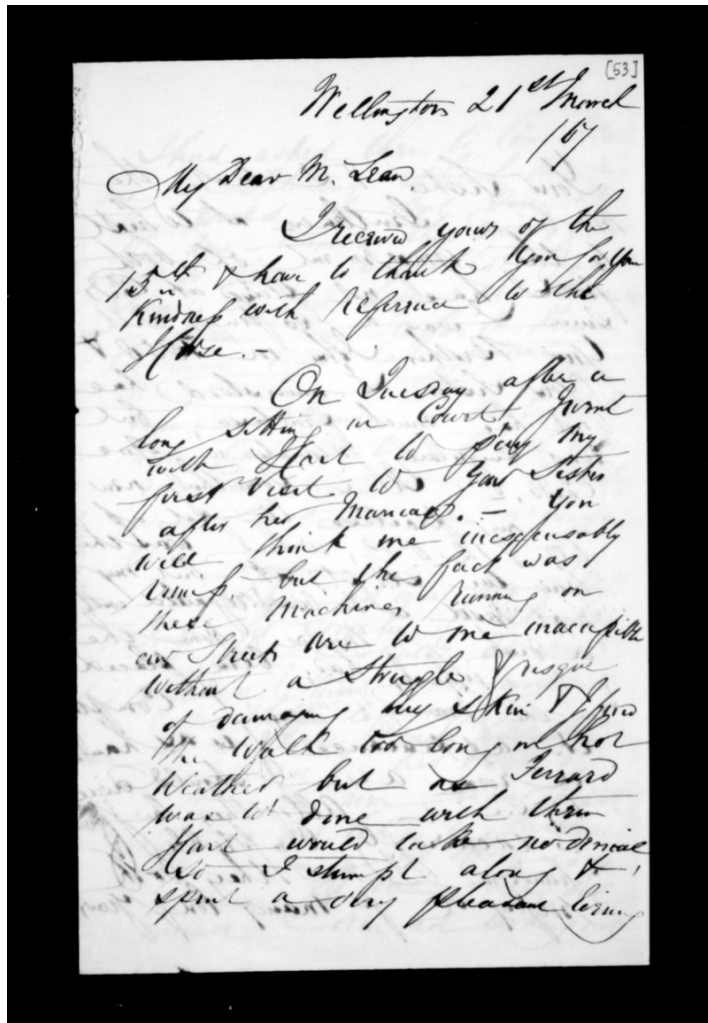 [53]
Wellington 21st March
/67
My Dear M. Lean.
I received yours of the
15th & have to thank you for your
Kindness with reference to the
House. —
On Tuesday after a
long sitting in Court I went
with Hart to pay my
first visit to your Sister
after her Marriage. — You
will think me inexcusably
remiss, but the fact was
these Machines running on
our Streets are to me inaccessible
without a struggle & risque
of damaging my skin & I find
the walk too long in hot
Weather but as
was to dine with them
Hart would take no denial
so I stumpt along &
spent a very pleasant Evening